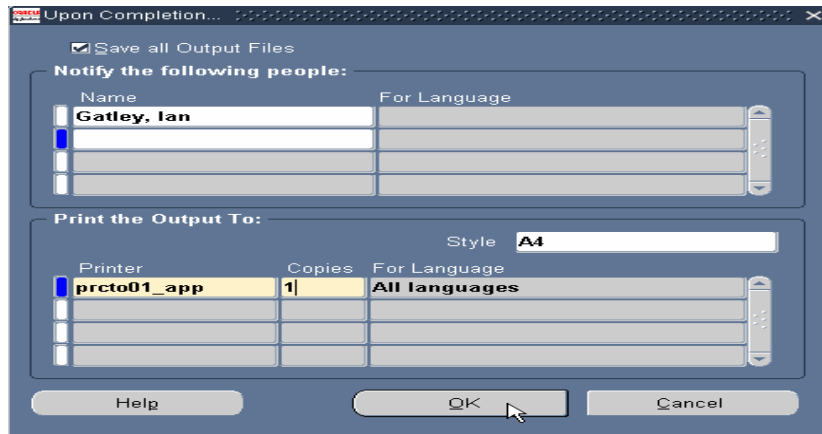 Upon Completion...
Save all Output Files
Notify the following people:
Name For Language
Gatley, Ian
Print the Output To:
Style A4
Printer Copies For Language
prcto01_app 1 All languages
Help OK Cancel